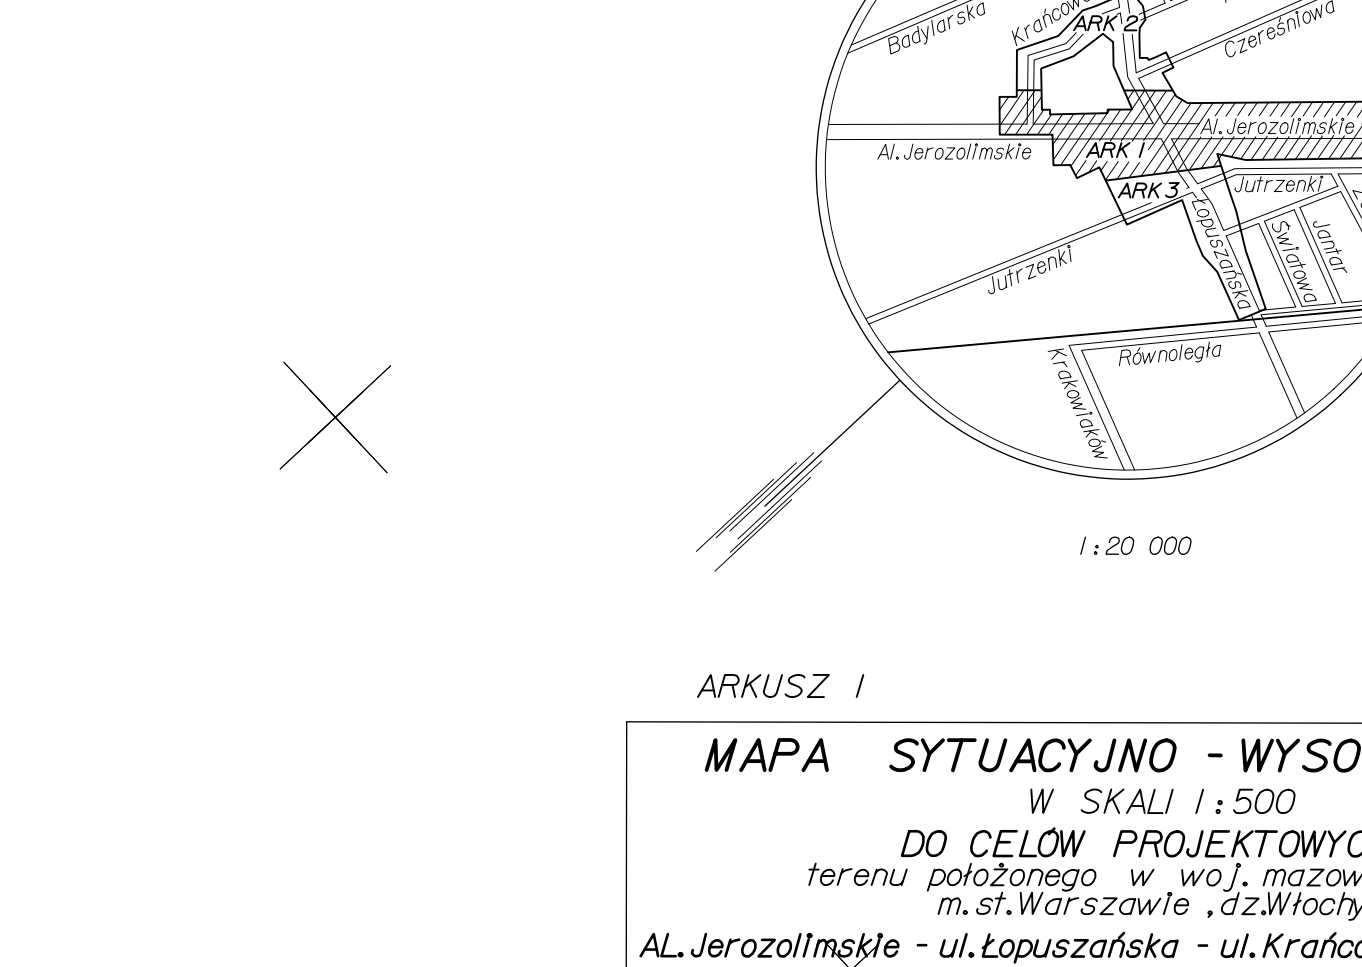 Badylarska
ARK 2
Czereśniowa
Al.Jerozolimskie
Al.Jerozolimskie
ARK 1
ARK 3
Jutrzenki
Łopuszańska
Światowa
Jantar
Jutrzenki
Równoległa
Krakowiaków
1:20 000
ARKUSZ 1
MAPA SYTUACYJNO - WYSO
W SKALI 1:500
DO CELÓW PROJEKTOWYC
terenu położonego w woj. mazow
m.st.Warszawie ,dz.Włochy
AL.Jerozolimskie - ul.Łopuszańska - ul.Krańco